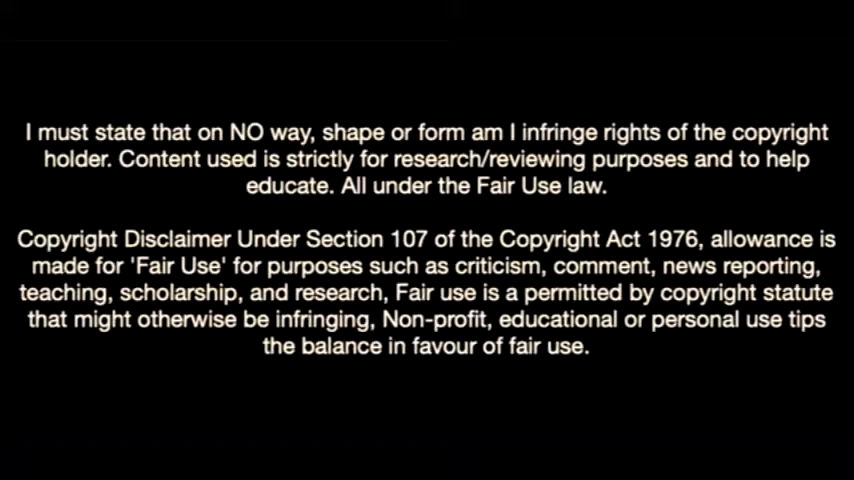 I must state that on NO way, shape or form am I infringe rights of the copyright
holder. Content used is strictly for research/reviewing purposes and to help
educate. All under the Fair Use law.
Copyright Disclaimer Under Section 107 of the Copyright Act 1976, allowance is
made for 'Fair Use' for purposes such as criticism, comment, news reporting,
teaching, scholarship, and research, Fair use is a permitted by copyright statute
that might otherwise be infringing, Non-profit, educational or personal use tips
the balance in favour of fair use.